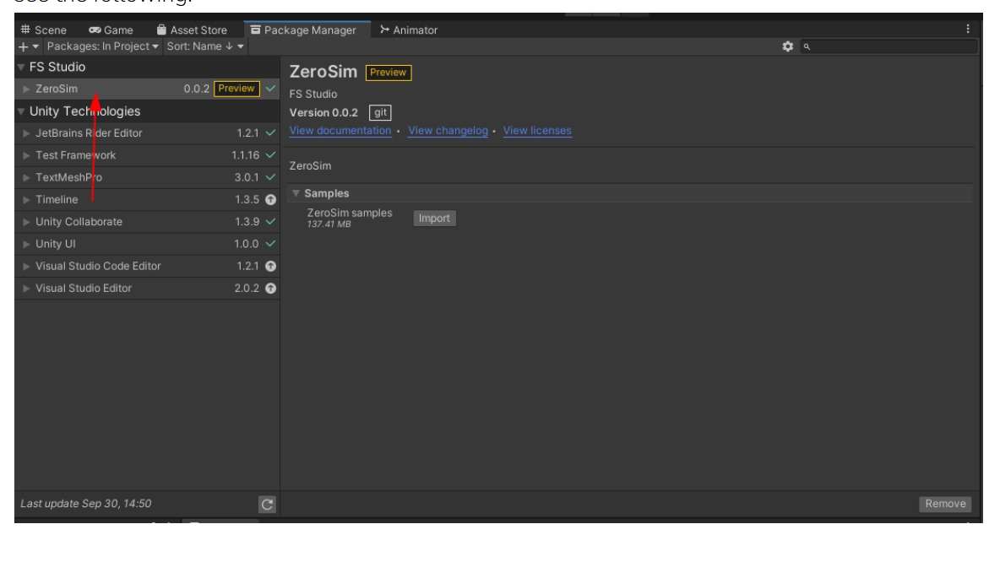 see the following:
Scene Game Asset Store Package Manager Animator
+ Packages: In Project Sort: Name ↓
FS Studio
ZeroSim 0.0.2 Preview
Unity Technologies
JetBrains Rider Editor 1.2.1
Test Framework 1.1.16
TextMeshPro 3.0.1
Timeline 1.3.5
Unity Collaborate 1.3.9
Unity UI 1.0.0
Visual Studio Code Editor 1.2.1
Visual Studio Editor 2.0.2
Last update Sep 30, 14:50
ZeroSim Preview
FS Studio
Version 0.0.2 git
View documentation • View changelog • View licenses
ZeroSim
Samples
ZeroSim samples
137.41 MB
Import
Remove